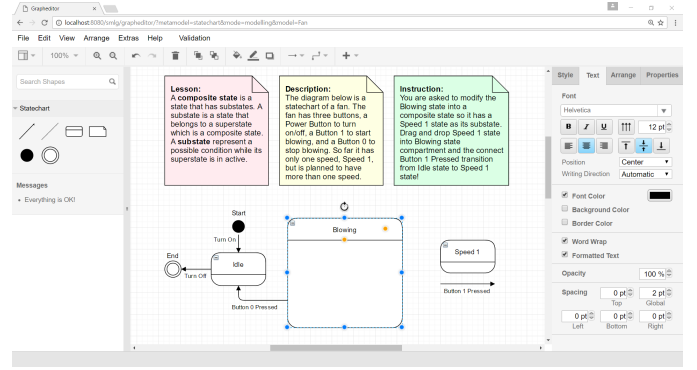 Grapheditor
localhost:8080/smlg/grapheditor/?metamodel=statechart&mode=modelling&model=Fan
File Edit View Arrange Extras Help Validation
100%
Search Shapes
Statechart
Messages
Everything is OK!
Lesson:
A composite state is a
state that has substates. A
substate is a state that
belongs to a superstate
which is a composite state.
A substate represent a
possible condition while its
superstate is in active.
Description:
The diagram below is a
statechart of a fan. The
fan has three buttons, a
Power Button to turn
on/off, a Button 1 to start
blowing, and a Button 0 to
stop blowing. So far it has
only one speed, Speed 1,
but is planned to have
more than one speed.
Instruction:
You are asked to modify the
Blowing state into a
composite state so it has a
Speed 1 state as its substate.
Drag and drop Speed 1 state
into Blowing state
compartment and the connect
Button 1 Pressed transition
from Idle state to Speed 1
state!
Start
Turn On
End
Idle
Turn Off
Button 0 Pressed
Blowing
Speed 1
Button 1 Pressed
Style Text Arrange Properties
Font
Helvetica
B I U 12 pt
Position Center
Writing Direction Automatic
Font Color
Background Color
Border Color
Word Wrap
Formatted Text
Opacity 100 %
Spacing 0 pt 2 pt
Top Global
0 pt 0 pt 0 pt
Left Bottom Right